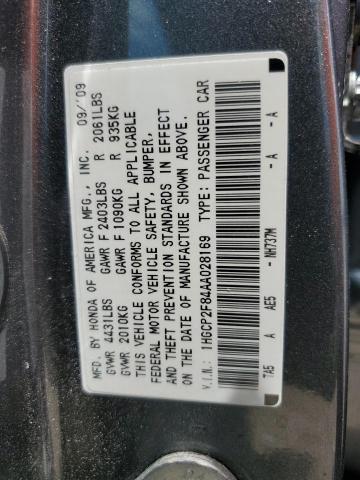 MFD. BY HONDA OF AMERICA MFG., INC. 09/'09
GVWR 4431LBS GAWR F 2403LBS R 2061LBS
GVWR 2010KG GAWR F 1090KG R 935KG
THIS VEHICLE CONFORMS TO ALL APPLICABLE
FEDERAL MOTOR VEHICLE SAFETY, BUMPER,
AND THEFT PREVENTION STANDARDS IN EFFECT
ON THE DATE OF MANUFACTURE SHOWN ABOVE.
V.I.N.: 1HGCP2F84AA028169 TYPE: PASSENGER CAR
7A5 A AE5 - NH737M - A - A